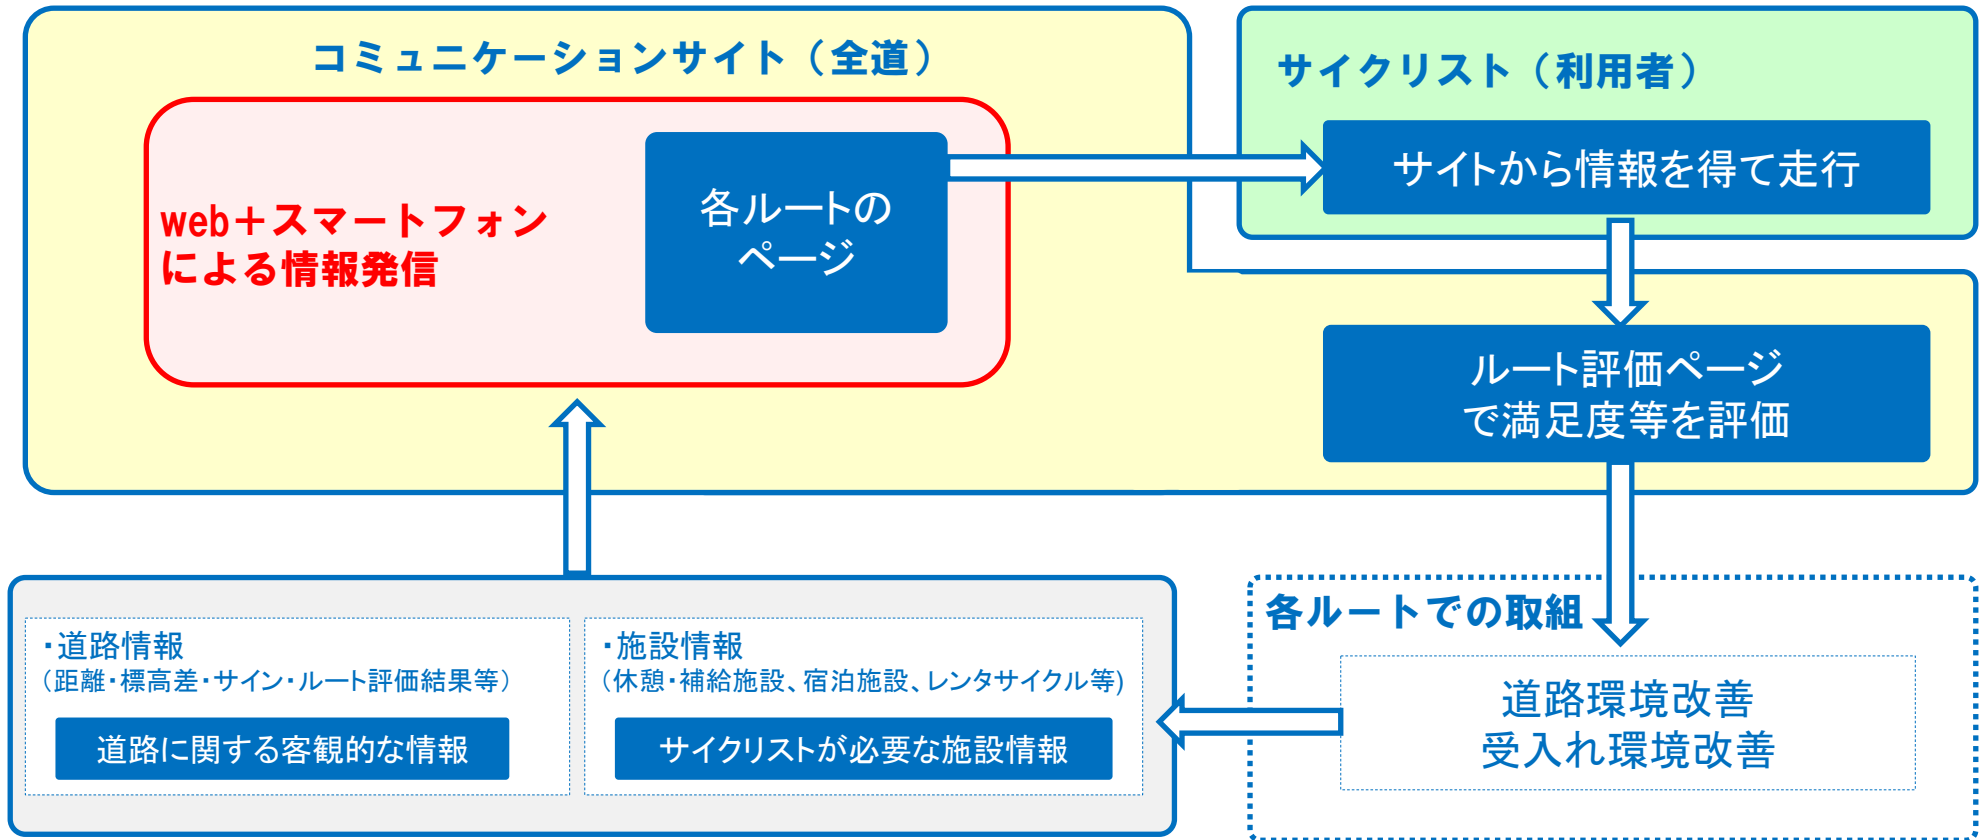 コミュニケーションサイト（全道）
web＋スマートフォン
による情報発信
各ルートの
ページ
サイクリスト（利用者）
サイトから情報を得て走行
ルート評価ページ
で満足度等を評価
各ルートでの取組
道路環境改善
受入れ環境改善
・道路情報
（距離・標高差・サイン・ルート評価結果等）
道路に関する客観的な情報
・施設情報
（休憩・補給施設、宿泊施設、レンタサイクル等)
サイクリストが必要な施設情報